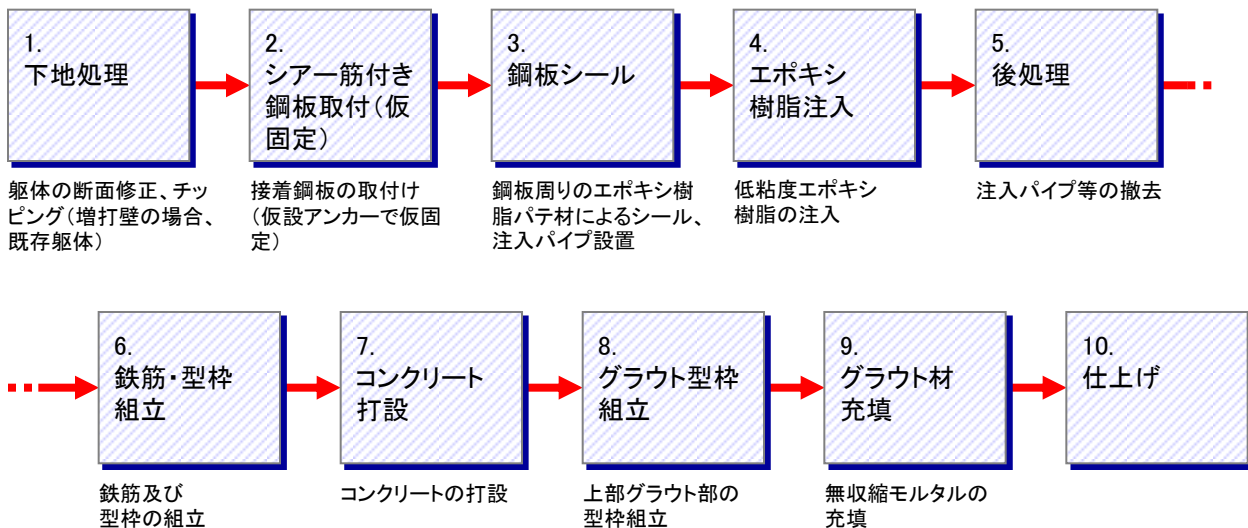 1.
下地処理
躯体の断面修正、チッ
ピング(増打壁の場合、
既存躯体)
2.
シアー筋付き
鋼板取付(仮
固定)
接着鋼板の取付け
(仮設アンカーで仮固
定)
3.
鋼板シール
鋼板周りのエポキシ樹
脂パテ材によるシール、
注入パイプ設置
4.
エポキシ
樹脂注入
低粘度エポキシ
樹脂の注入
5.
後処理
注入パイプ等の撤去
6.
鉄筋・型枠
組立
鉄筋及び
型枠の組立
7.
コンクリート
打設
コンクリートの打設
8.
グラウト型枠
組立
上部グラウト部の
型枠組立
9.
グラウト材
充填
無収縮モルタルの
充填
10.
仕上げ